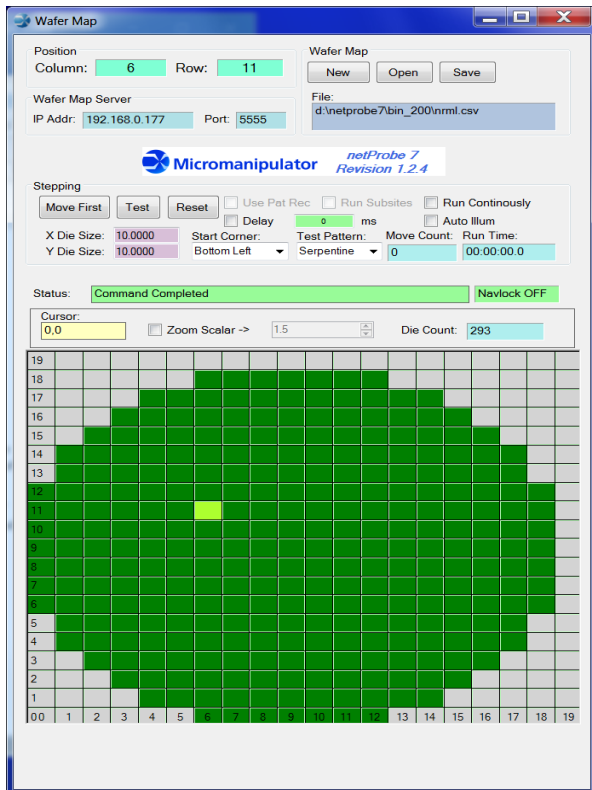 Wafer Map
Position
Column: 6 Row: 11
Wafer Map
New Open Save
Wafer Map Server
IP Addr: 192.168.0.177 Port: 5555
File:
d:\netprobe7\bin_200\nrml.csv
Micromanipulator
netProbe 7
Revision 1.2.4
Stepping
Move First Test Reset Use Pat Rec Run Subsites Run Continously
Delay 0 ms Auto Illum
X Die Size: 10.0000 Start Corner: Test Pattern: Move Count: Run Time:
Y Die Size: 10.0000 Bottom Left Serpentine 0 00:00:00.0
Status: Command Completed Navlock OFF
Cursor:
0,0 Zoom Scalar -> 1.5 Die Count: 293
19
18
17
16
15
14
13
12
11
10
9
8
7
6
5
4
3
2
1
00 1 2 3 4 5 6 7 8 9 10 11 12 13 14 15 16 17 18 19